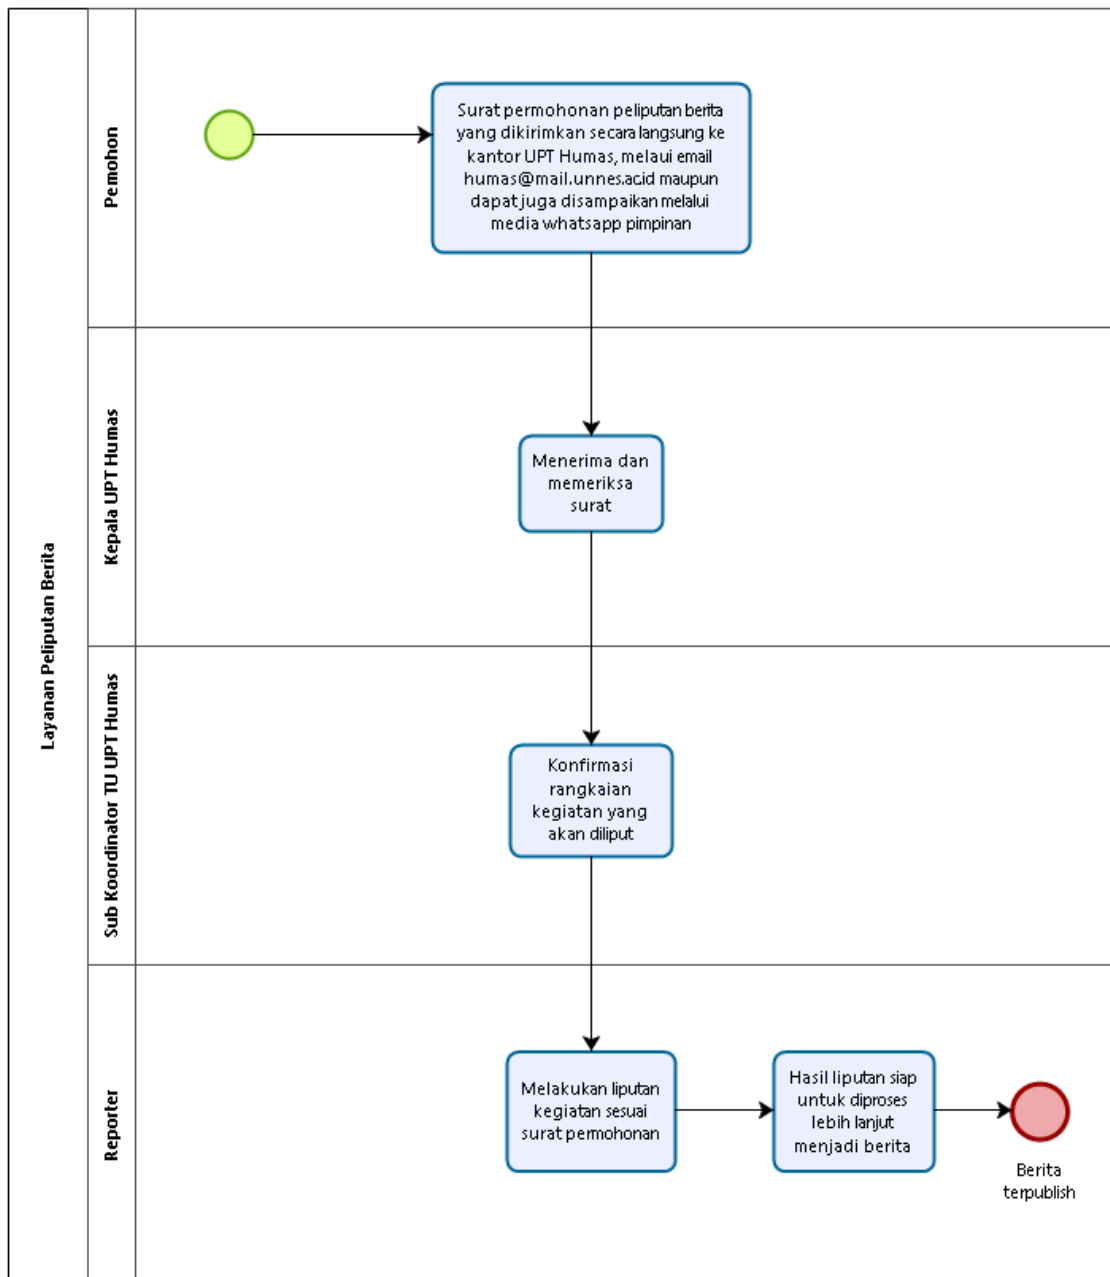 Layanan Peliputan Berita
Pemohon
Surat permohonan peliputan berita
yang dikirimkan secara langsung ke
kantor UPT Humas, melaui email
humas@mail.unnes.ac.id maupun
dapat juga disampaikan melalui
media whatsapp pimpinan
Kepala UPT Humas
Menerima dan
memeriksa
surat
Sub Koordinator TU UPT Humas
Konfirmasi
rangkaian
kegiatan yang
akan diliput
Reporter
Melakukan liputan
kegiatan sesuai
surat permohonan
Hasil liputan siap
untuk diproses
lebih lanjut
menjadi berita
Berita
terpublish